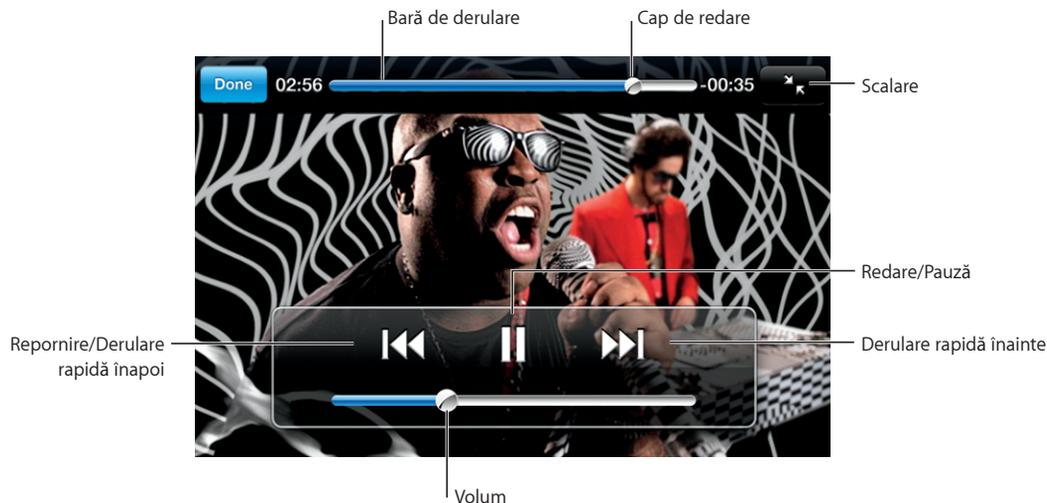 Bară de derulare
Cap de redare
Done
02:56
-00:35
Scalare
Redare/Pauză
Repornire/Derulare
rapidă înapoi
Derulare rapidă înainte
Volum